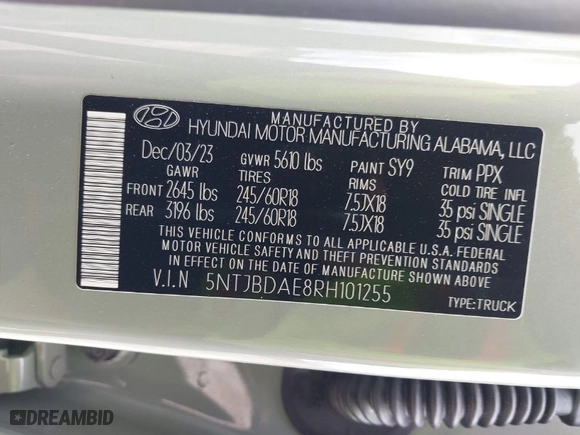 MANUFACTURED BY
HYUNDAI MOTOR MANUFACTURING ALABAMA, LLC
Dec/03/23 GVWR 5610 lbs PAINT SY9 TRIM PPX
GAWR TIRES RIMS COLD TIRE INFL
FRONT 2645 lbs 245/60R18 7.5JX18 35 psi SINGLE
REAR 3196 lbs 245/60R18 7.5JX18 35 psi SINGLE
THIS VEHICLE CONFORMS TO ALL APPLICABLE U.S.A. FEDERAL
MOTOR VEHICLE SAFETY AND THEFT PREVENTION STANDARDS
IN EFFECT ON THE DATE OF MANUFACTURE SHOWN ABOVE
V.I.N 5NTJBDAE8RH101255
TYPE:TRUCK
DREAMBID